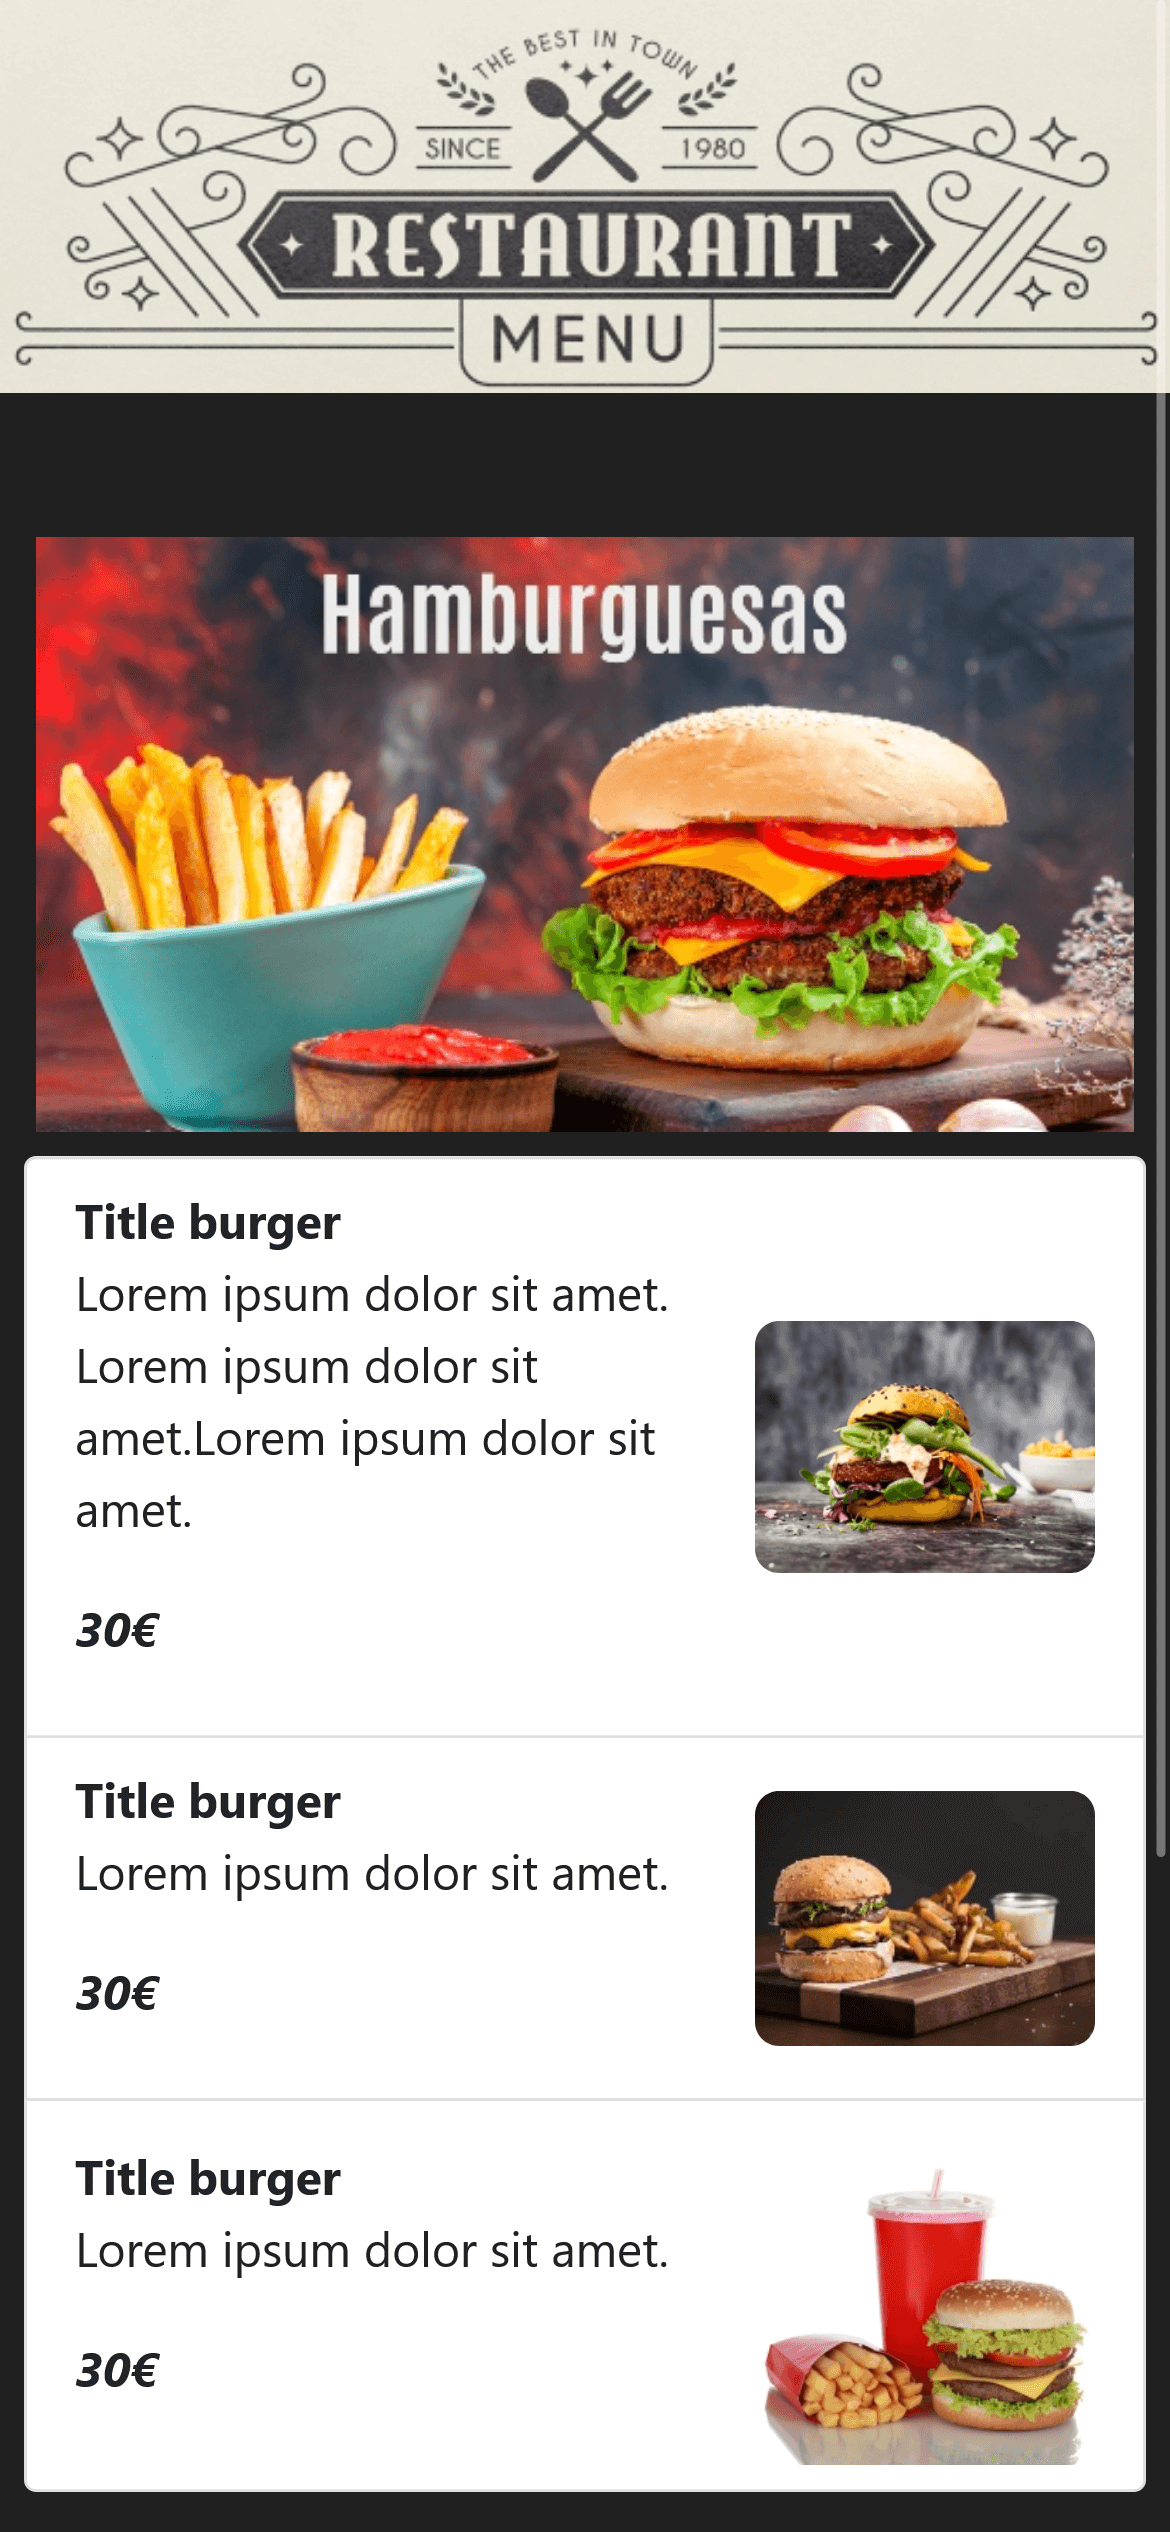 THE BEST IN TOWN
SINCE 1980
RESTAURANT
MENU
Hamburguesas
Title burger
Lorem ipsum dolor sit amet.
Lorem ipsum dolor sit
amet.Lorem ipsum dolor sit
amet.
30€
Title burger
Lorem ipsum dolor sit amet.
30€
Title burger
Lorem ipsum dolor sit amet.
30€